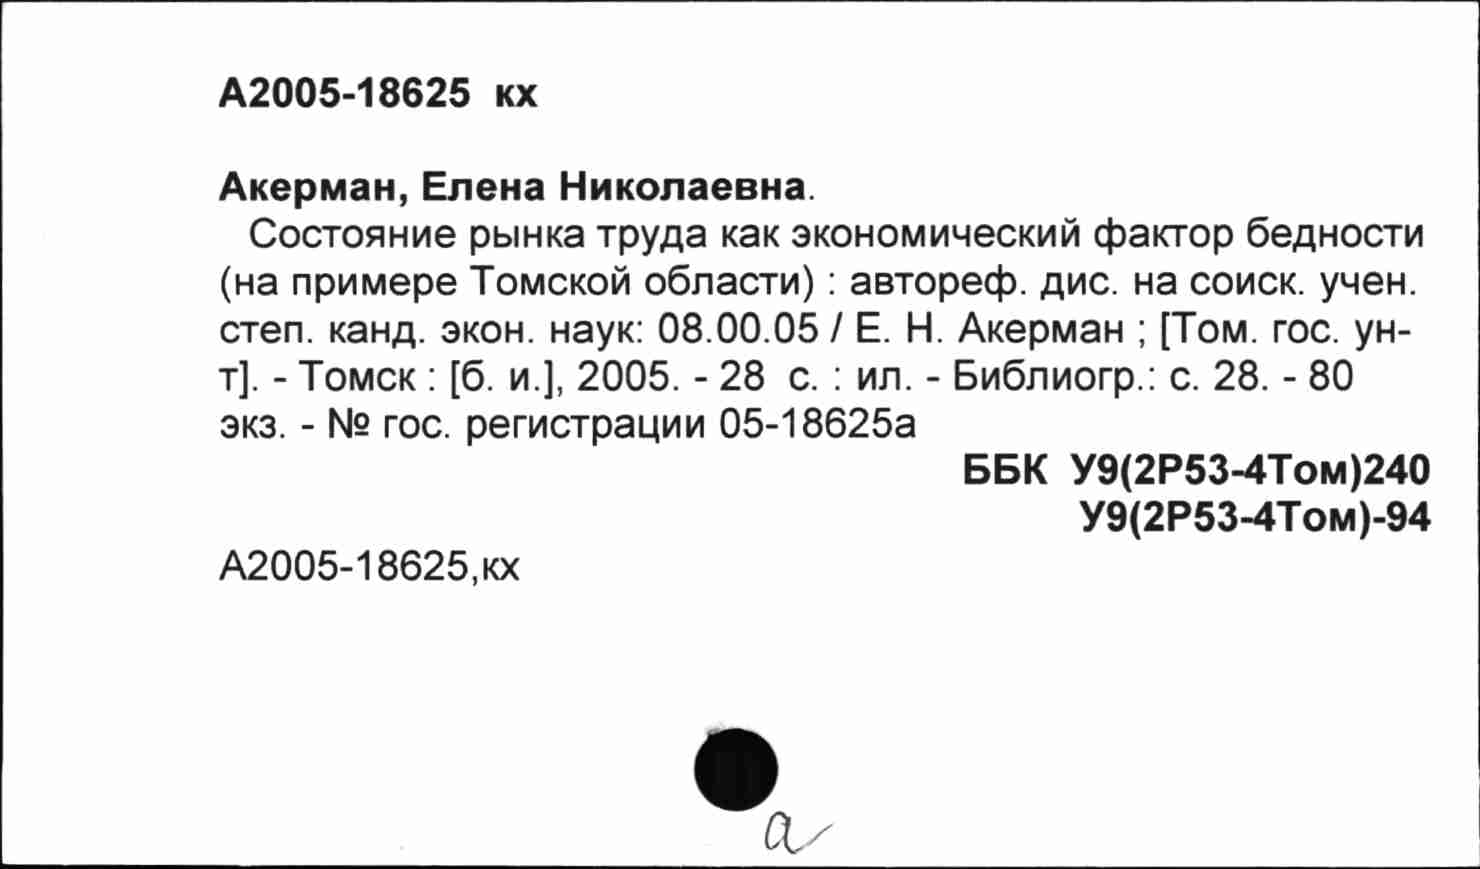 А2005-18625 кх
Акерман, Елена Николаевна.
Состояние рынка труда как экономический фактор бедности
(на примере Томской области) : автореф. дис. на соиск. учен.
степ. канд. экон. наук: 08.00.05 / Е. Н. Акерман ; [Том. гос. ун-
т]. - Томск : [б. и.], 2005. - 28 с. : ил. - Библиогр.: с. 28. - 80
экз. - № гос. регистрации 05-18625а
ББК У9(2Р53-4Том)240
У9(2Р53-4Том)-94
А2005-18625,кх
а